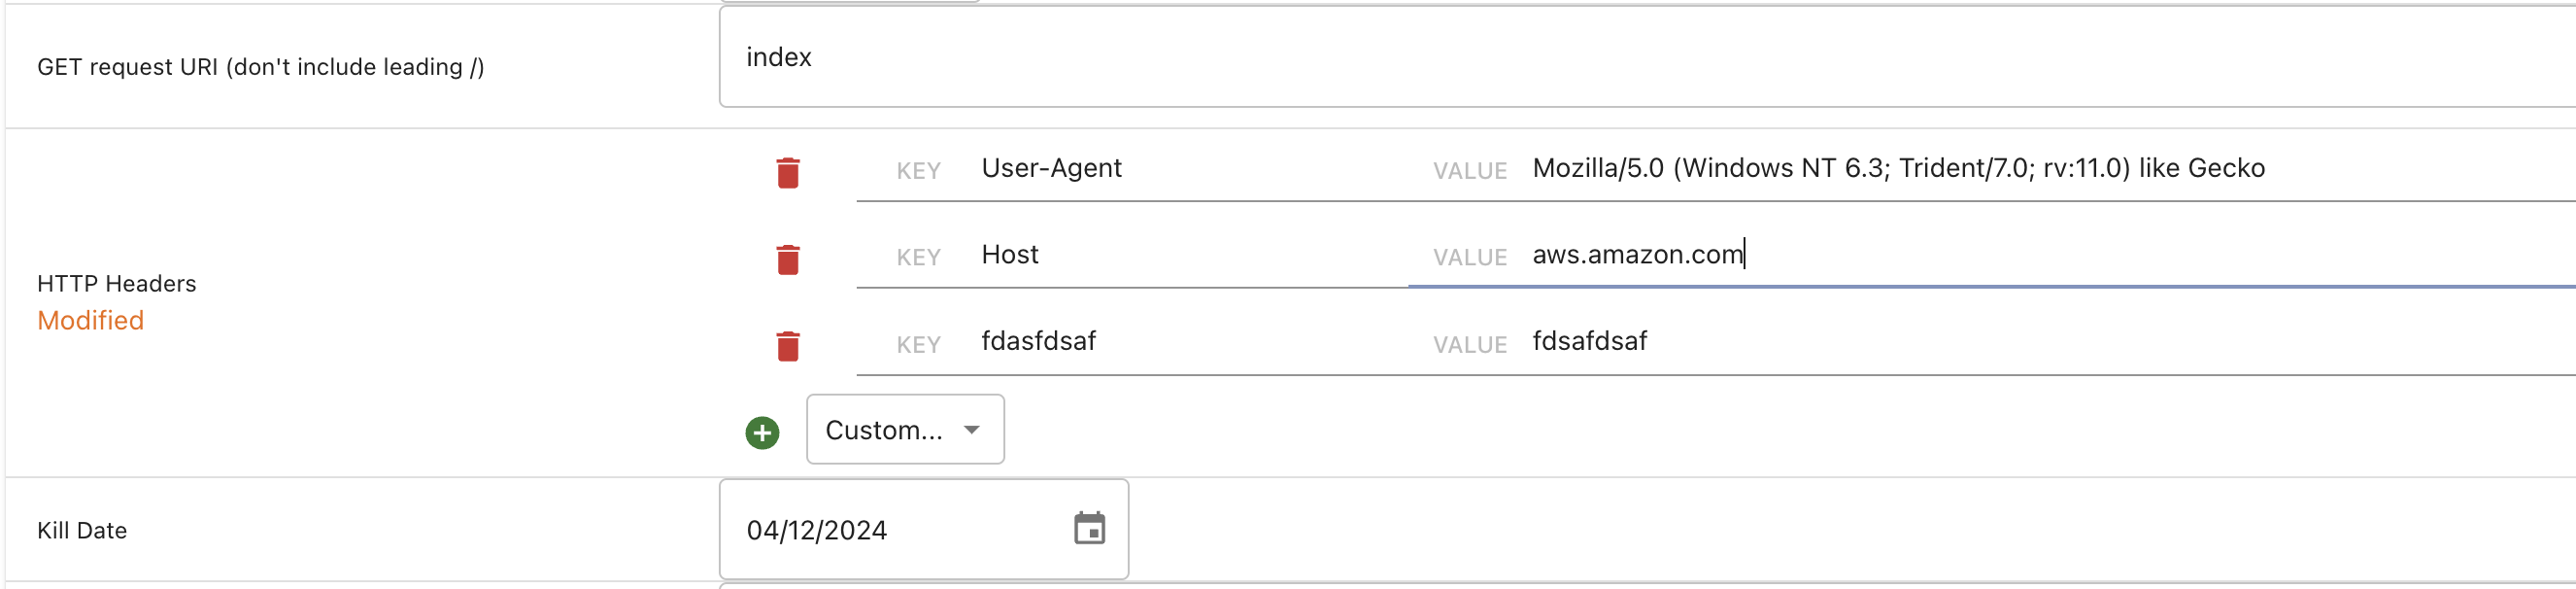 GET request URI (don't include leading /)
index
HTTP Headers
Modified
KEY User-Agent VALUE Mozilla/5.0 (Windows NT 6.3; Trident/7.0; rv:11.0) like Gecko
KEY Host VALUE aws.amazon.com
KEY fdasfdsaf VALUE fdsafdsaf
Custom...
Kill Date
04/12/2024